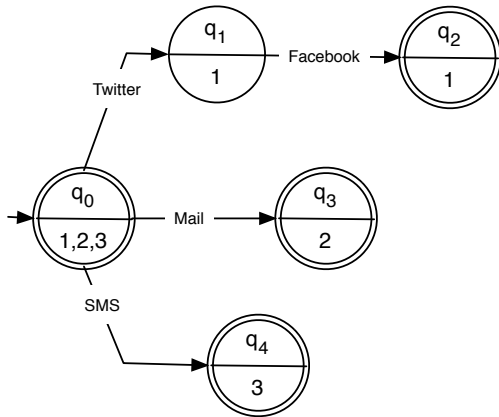 q1
1
Facebook
q2
1
Twitter
q0
1,2,3
Mail
q3
2
SMS
q4
3